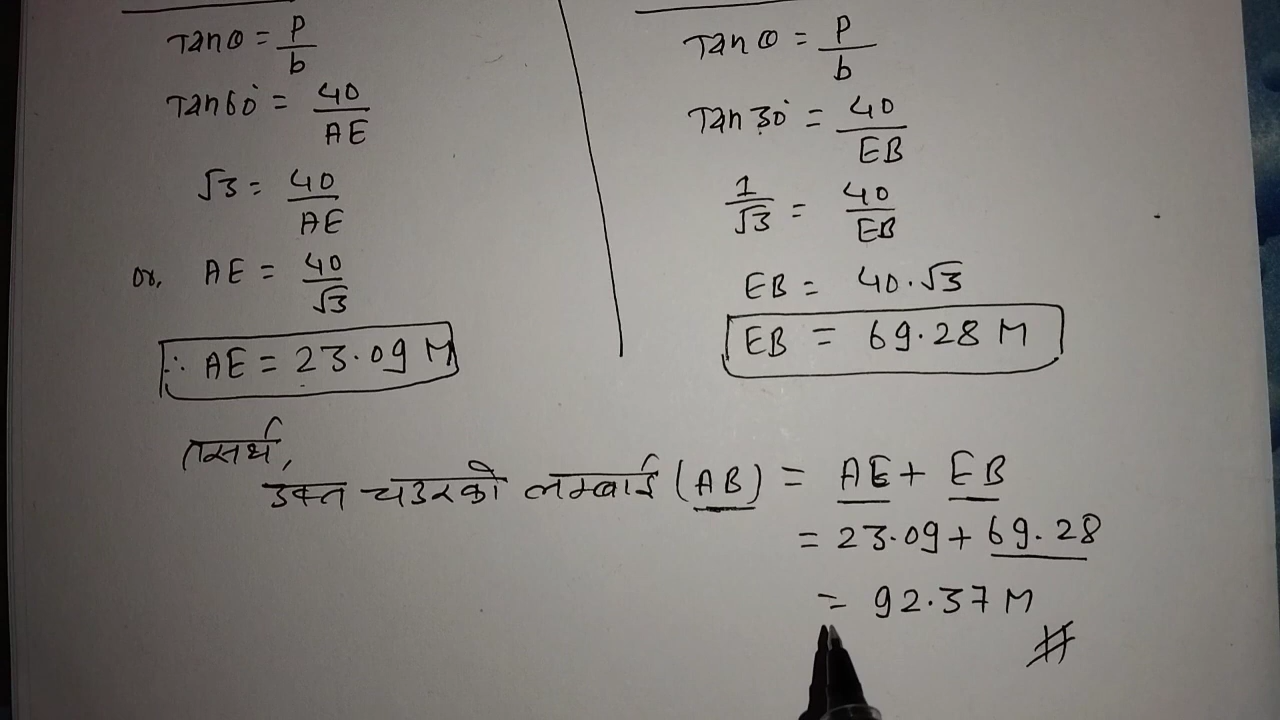 Tanθ = P/b
Tan60° = 40/AE
√3 = 40/AE
or, AE = 40/√3
∴ AE = 23.09 M
Tanθ = P/b
Tan30° = 40/EB
1/√3 = 40/EB
EB = 40.√3
EB = 69.28 M
तसर्थ,
उक्त चउरको लम्बाई (AB) = AE + EB
= 23.09 + 69.28
= 92.37 M
#